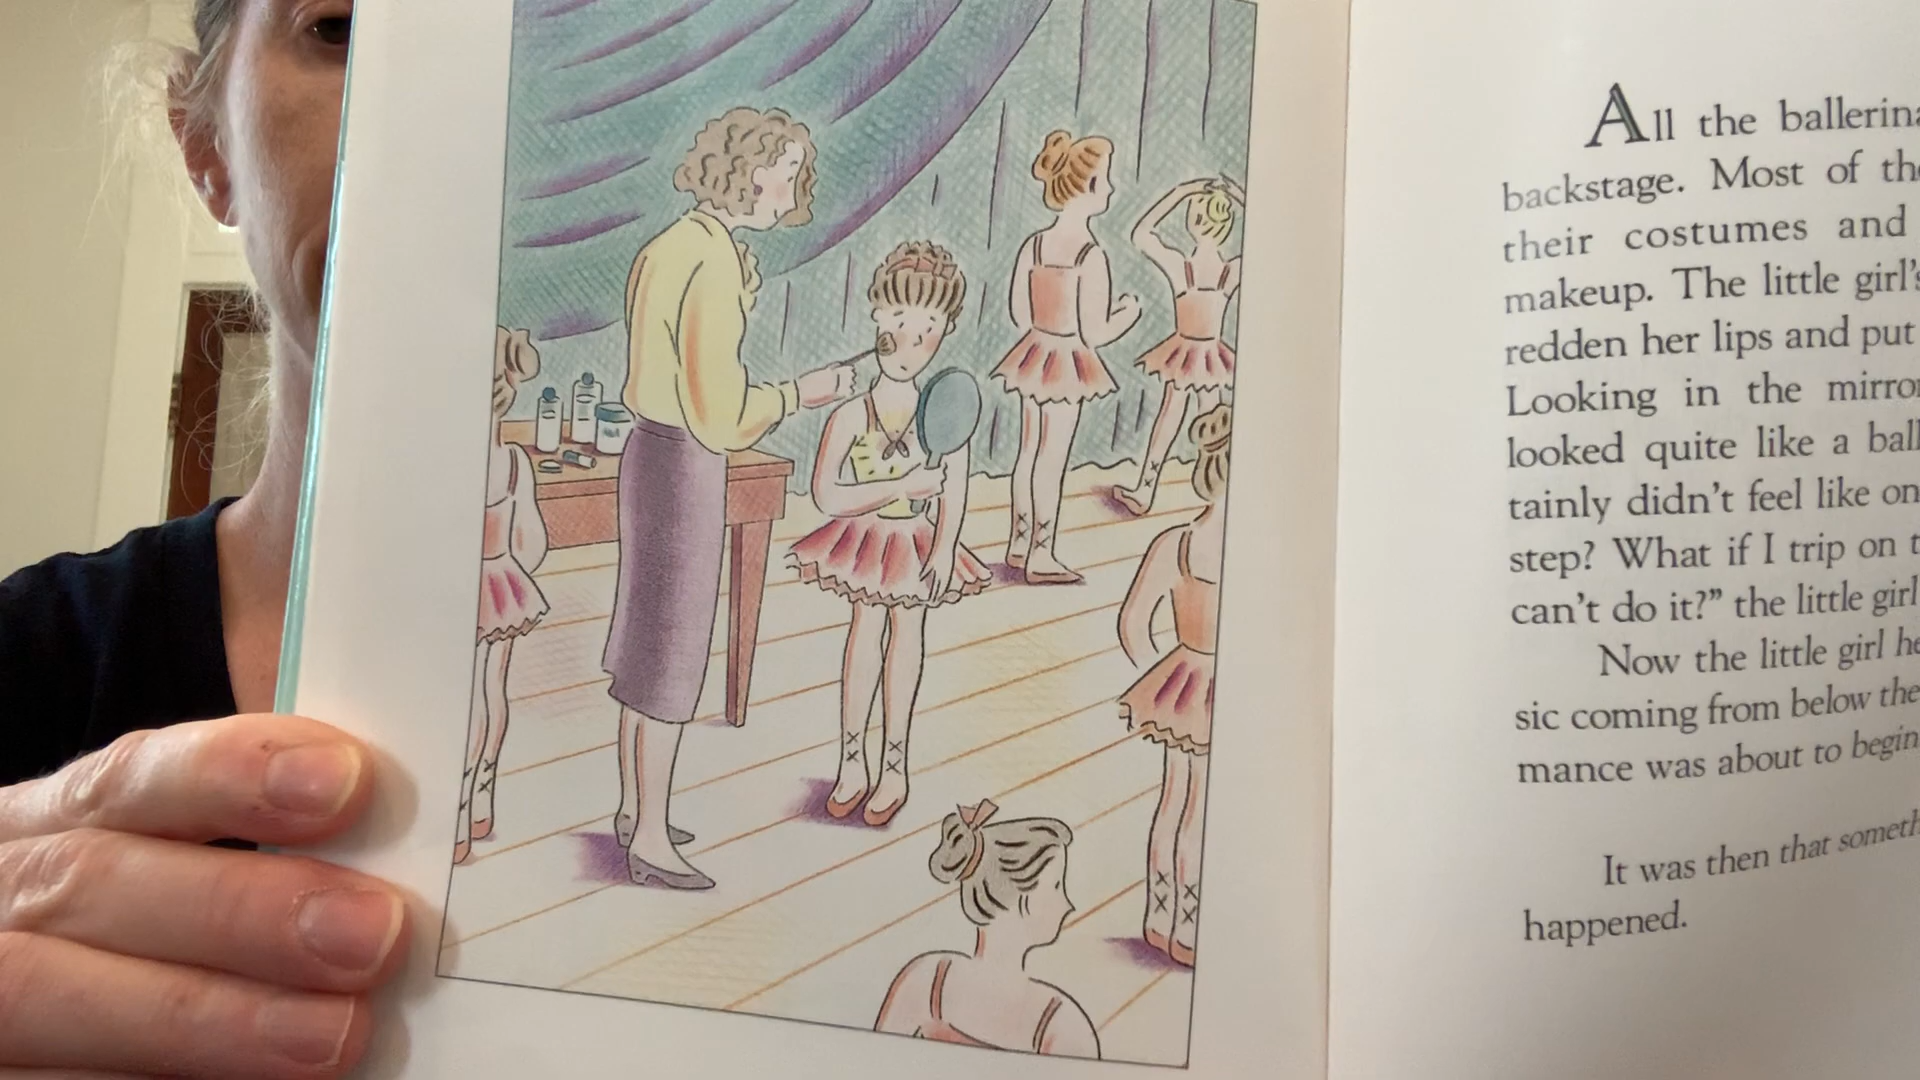 All the ballerina
backstage. Most of the
their costumes and
makeup. The little girl's
redden her lips and put
Looking in the mirro
looked quite like a ball
tainly didn't feel like on
step? What if I trip on t
can't do it?” the little girl
Now the little girl he
sic coming from below the
mance was about to begin
It was then that someth
happened.